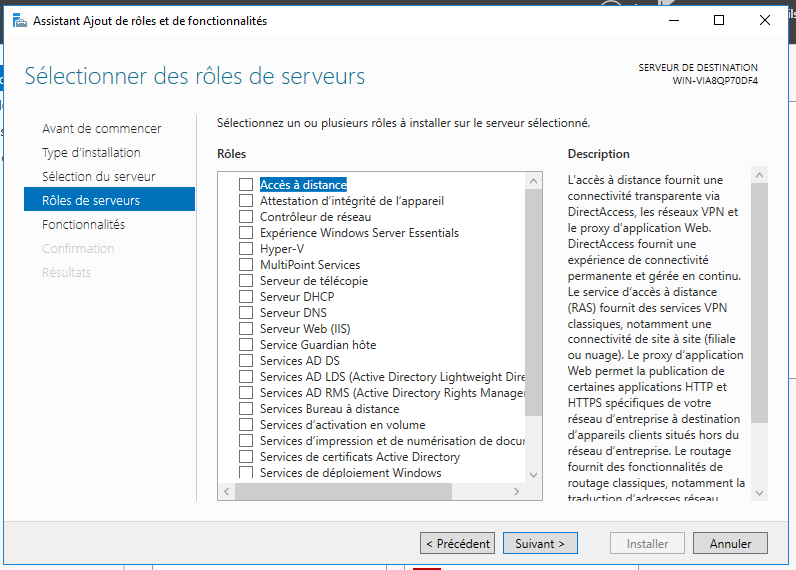 Assistant Ajout de rôles et de fonctionnalités
Sélectionner des rôles de serveurs
SERVEUR DE DESTINATION
WIN-VIA8QP70DF4
Avant de commencer
Type d'installation
Sélection du serveur
Rôles de serveurs
Fonctionnalités
Confirmation
Résultats
Sélectionnez un ou plusieurs rôles à installer sur le serveur sélectionné.
Rôles
Accès à distance
Attestation d'intégrité de l'appareil
Contrôleur de réseau
Expérience Windows Server Essentials
Hyper-V
MultiPoint Services
Serveur de télécopie
Serveur DHCP
Serveur DNS
Serveur Web (IIS)
Service Guardian hôte
Services AD DS
Services AD LDS (Active Directory Lightweight Dire
Services AD RMS (Active Directory Rights Manager
Services Bureau à distance
Services d'activation en volume
Services d'impression et de numérisation de docur
Services de certificats Active Directory
Services de déploiement Windows
Description
L'accès à distance fournit une
connectivité transparente via
DirectAccess, les réseaux VPN et
le proxy d'application Web.
DirectAccess fournit une
expérience de connectivité
permanente et gérée en continu.
Le service d'accès à distance
(RAS) fournit des services VPN
classiques, notamment une
connectivité de site à site (filiale
ou nuage). Le proxy d'application
Web permet la publication de
certaines applications HTTP et
HTTPS spécifiques de votre
réseau d'entreprise à destination
d'appareils clients situés hors du
réseau d'entreprise. Le routage
fournit des fonctionnalités de
routage classiques, notamment la
traduction d'adresses réseau
< Précédent
Suivant >
Installer
Annuler